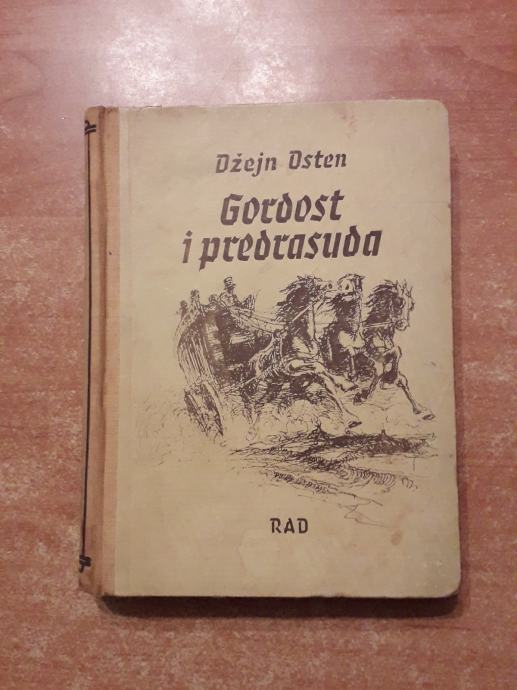 Džejn Osten
Gordost
i predrasuda
RAD